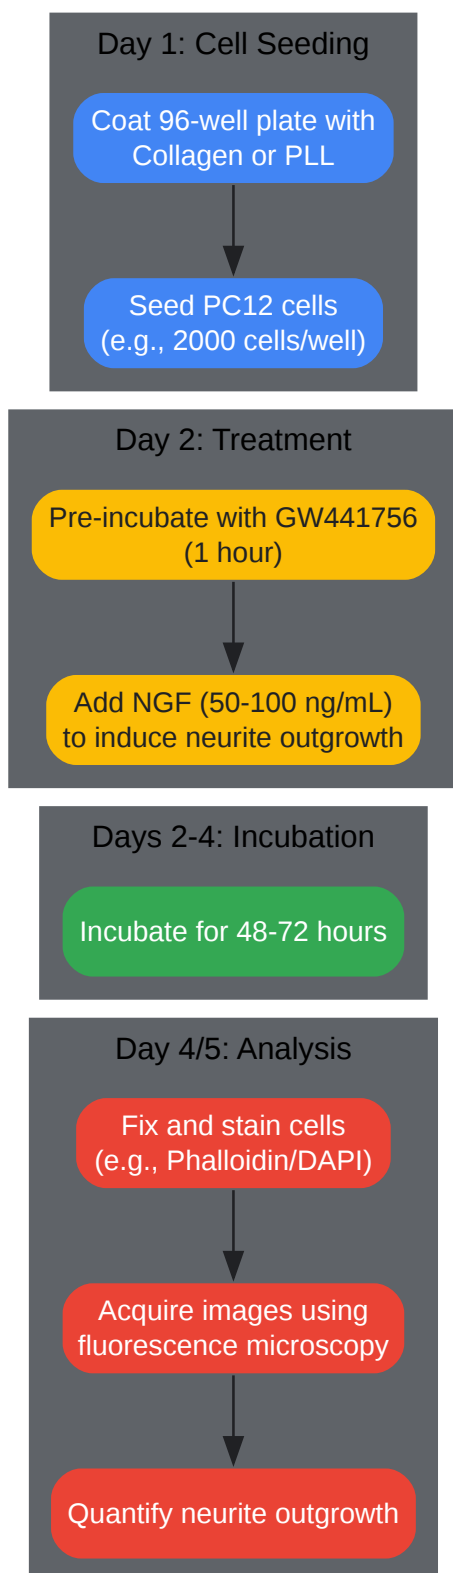 Day 1: Cell Seeding
Coat 96-well plate with
Collagen or PLL
Seed PC12 cells
(e.g., 2000 cells/well)
Day 2: Treatment
Pre-incubate with GW441756
(1 hour)
Add NGF (50-100 ng/mL)
to induce neurite outgrowth
Days 2-4: Incubation
Incubate for 48-72 hours
Day 4/5: Analysis
Fix and stain cells
(e.g., Phalloidin/DAPI)
Acquire images using
fluorescence microscopy
Quantify neurite outgrowth